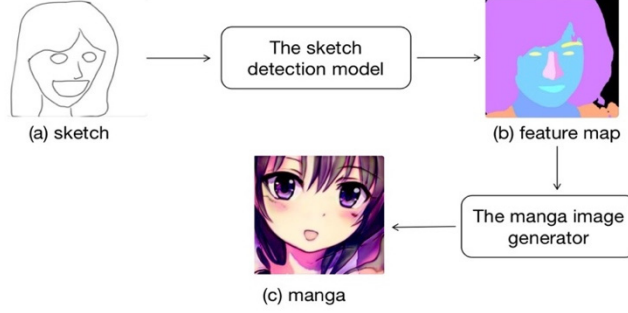 The sketch
detection model
(a) sketch
(b) feature map
The manga image
generator
(c) manga